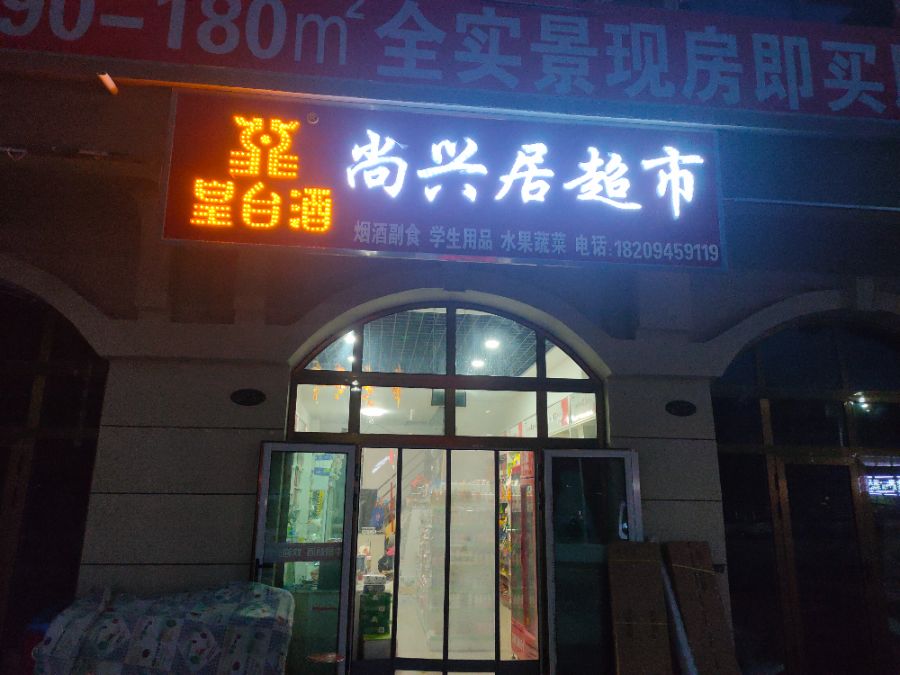 90-180m² 全实景现房即买
皇台酒
尚兴居超市
烟酒副食 学生用品 水果蔬菜 电话:18209459119